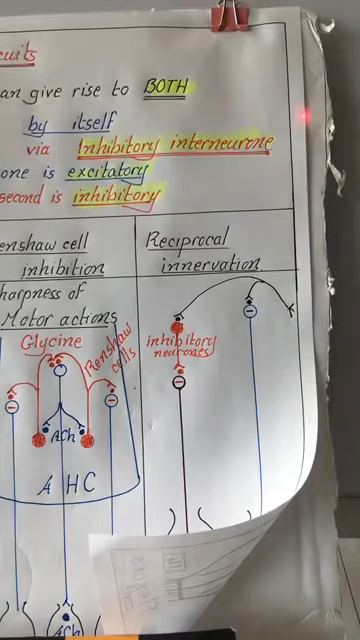 cuits
an give rise to BOTH
by itself
via Inhibitory interneurone
one is excitatory
second is inhibitory
enshaw cell
inhibition
harpness of
Motor actions
Glycine
Renshaw
cells
ACh
AHC
ACh
Reciprocal
innervation
inhibitory
neurones